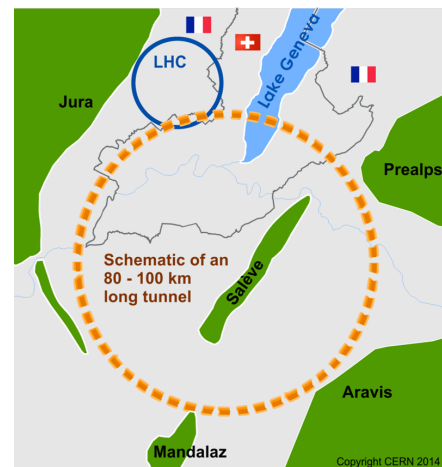 LHC
Lake Geneva
Jura
Prealps
Schematic of an
80 - 100 km
long tunnel
Salève
Aravis
Mandalaz
Copyright CERN 2014